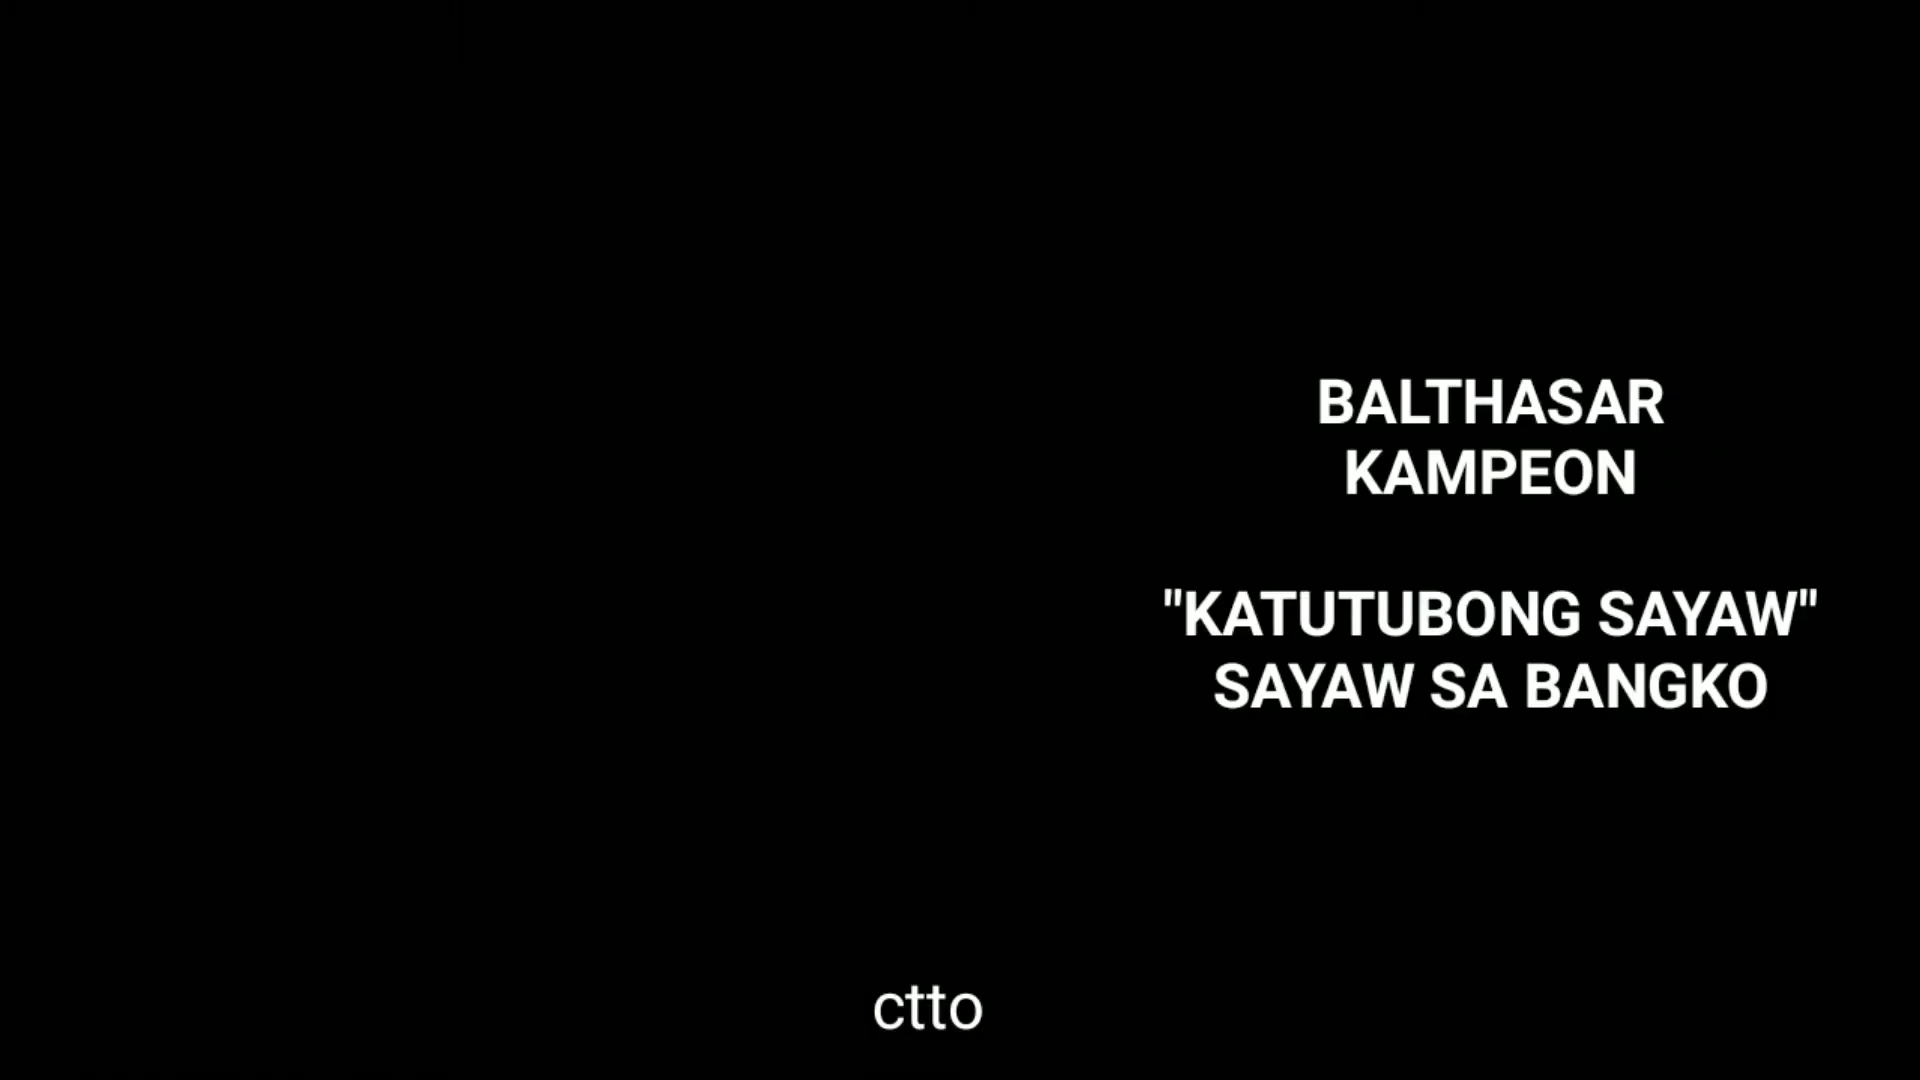 BALTHASAR
KAMPEON
"KATUTUBONG SAYAW"
SAYAW SA BANGKO
ctto